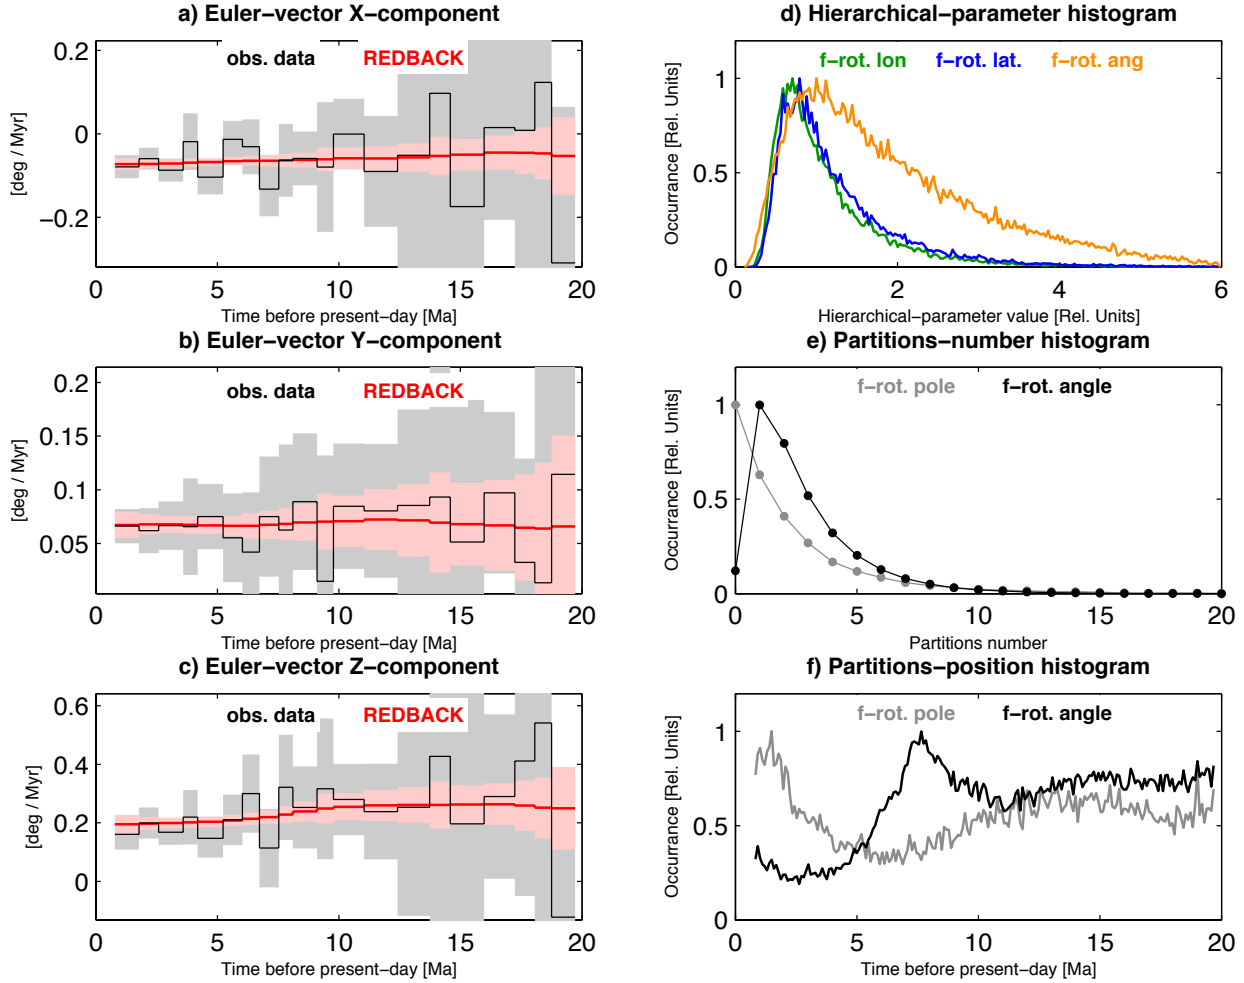 a) Euler−vector X−component
obs. data REDBACK
0.2
0
−0.2
[deg / Myr]
0 5 10 15 20
Time before present−day [Ma]
b) Euler−vector Y−component
obs. data REDBACK
0.2
0.15
0.1
0.05
[deg / Myr]
0 5 10 15 20
Time before present−day [Ma]
c) Euler−vector Z−component
obs. data REDBACK
0.6
0.4
0.2
0
[deg / Myr]
0 5 10 15 20
Time before present−day [Ma]
d) Hierarchical−parameter histogram
f−rot. lon f−rot. lat. f−rot. ang
1
0.5
0
Occurrance [Rel. Units]
0 2 4 6
Hierarchical−parameter value [Rel. Units]
e) Partitions−number histogram
f−rot. pole f−rot. angle
1
0.5
0
Occurrance [Rel. Units]
0 5 10 15 20
Partitions number
f) Partitions−position histogram
f−rot. pole f−rot. angle
1
0.5
0
Occurrance [Rel. Units]
0 5 10 15 20
Time before present−day [Ma]